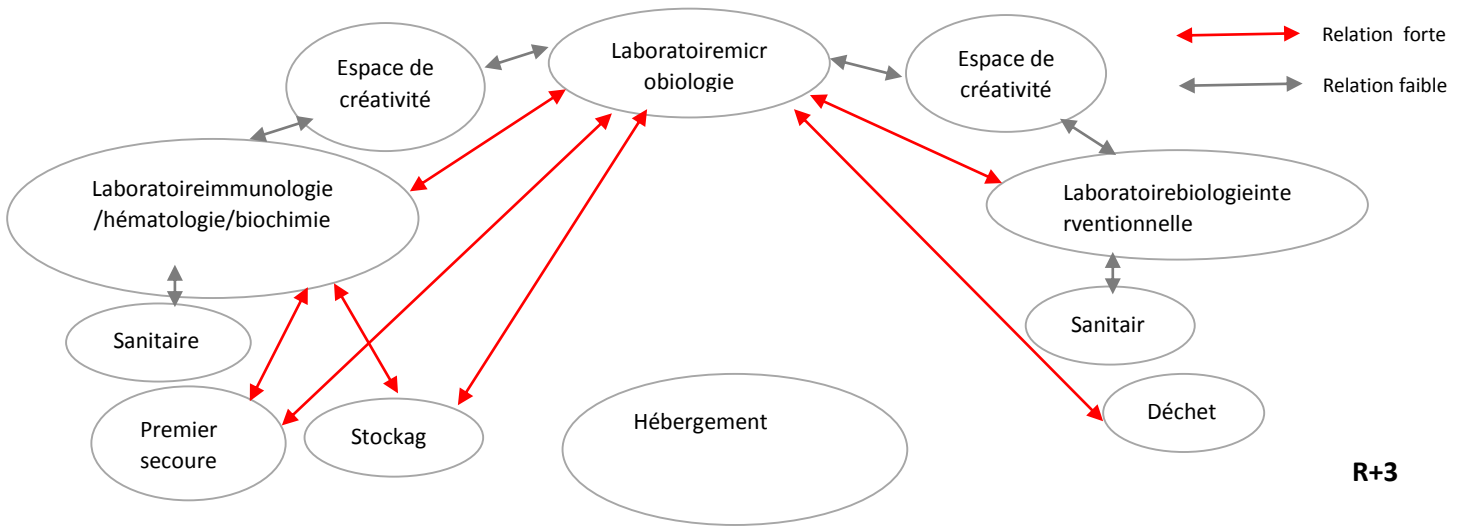 Espace de
créativité
Laboratoiremicr
obiologie
Espace de
créativité
Relation forte
Relation faible
Laboratoireimmunologie
/hématologie/biochimie
Laboratoirebiologieinte
rventionnelle
Sanitaire
Sanitair
Premier
secoure
Stockag
Hébergement
Déchet
R+3